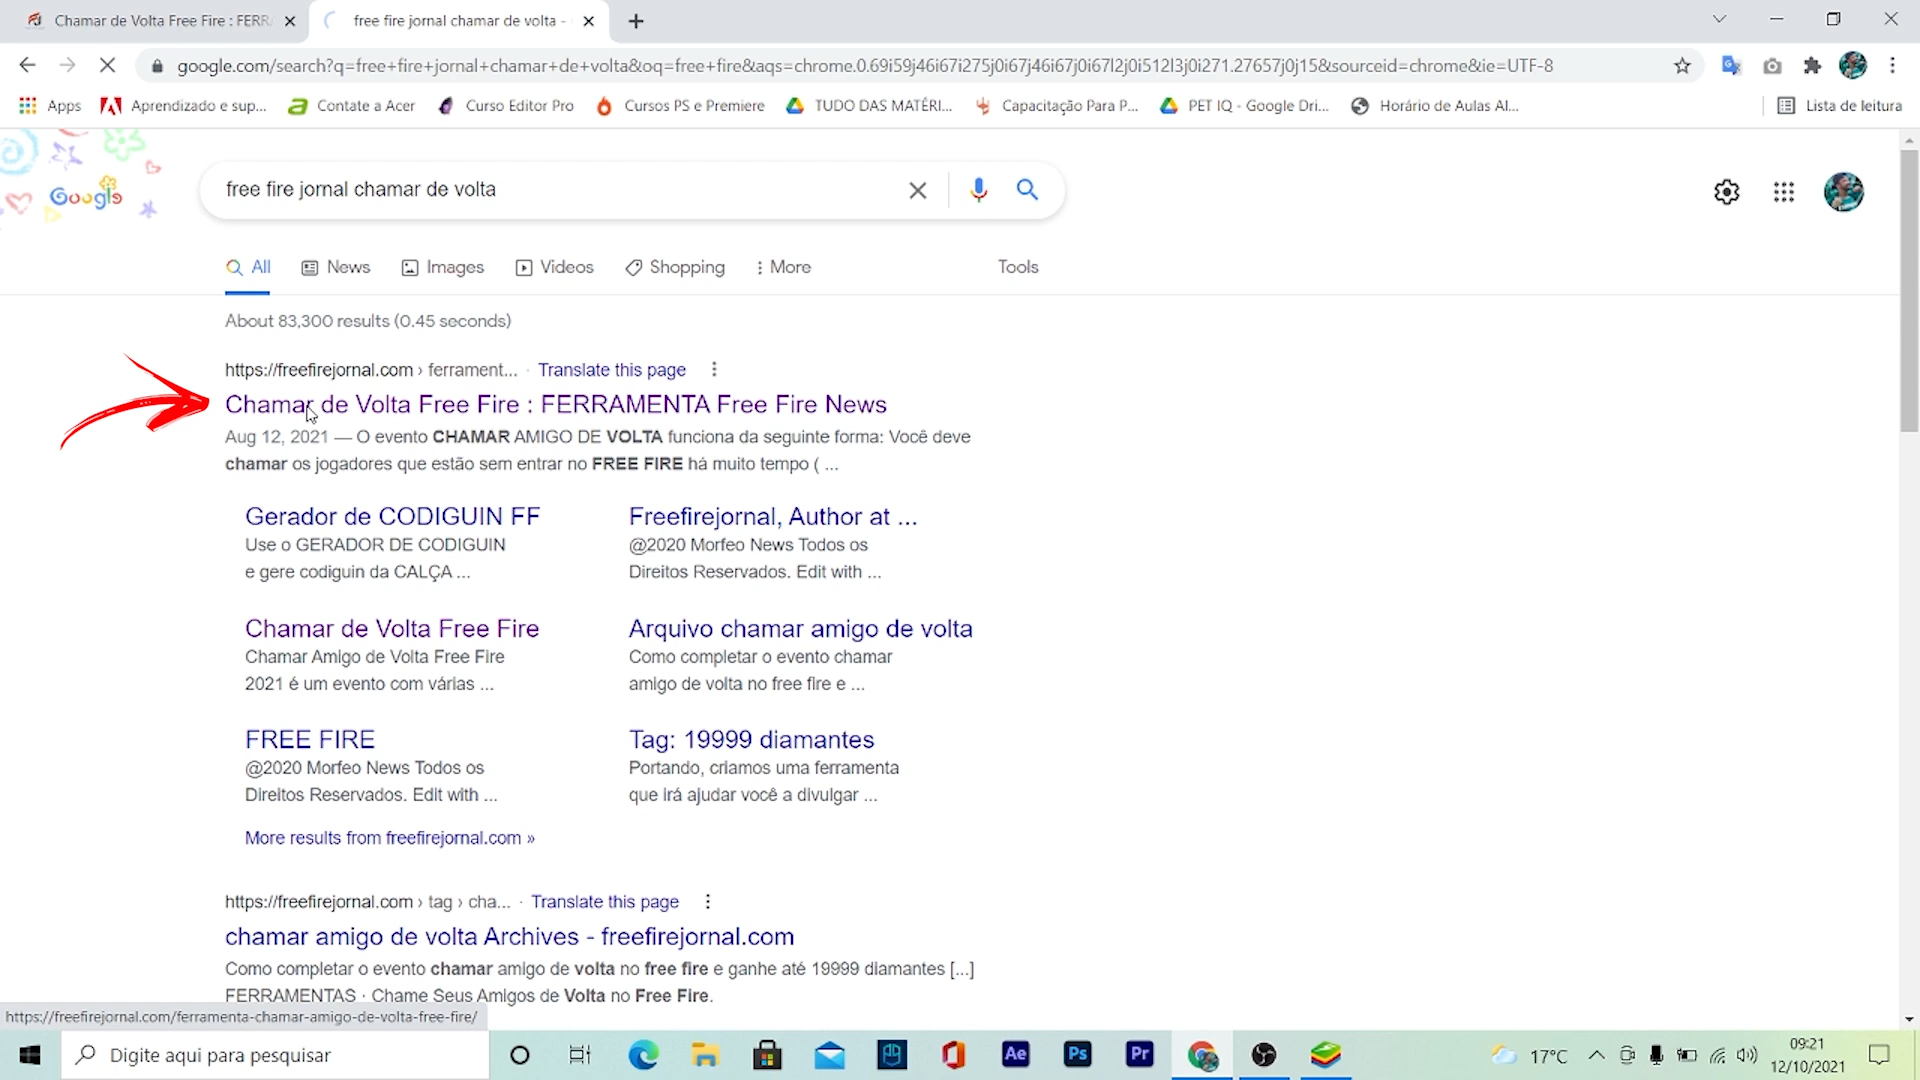 Chamar de Volta Free Fire : FERR
free fire jornal chamar de volta -
google.com/search?q=free+fire+jornal+chamar+de+volta&oq=free+fire&aqs=chrome.0.69i59j46i67i275j0i67j46i67j0i67l2j0i512l3j0i271.27657j0j15&sourceid=chrome&ie=UTF-8
Apps
Aprendizado e sup...
Contate a Acer
Curso Editor Pro
Cursos PS e Premiere
TUDO DAS MATÉRI...
Capacitação Para P...
PET IQ - Google Dri...
Horário de Aulas Al...
Lista de leitura
Google
free fire jornal chamar de volta
All
News
Images
Videos
Shopping
More
Tools
About 83,300 results (0.45 seconds)
https://freefirejornal.com › ferrament... · Translate this page
Chamar de Volta Free Fire : FERRAMENTA Free Fire News
Aug 12, 2021 — O evento CHAMAR AMIGO DE VOLTA funciona da seguinte forma: Você deve
chamar os jogadores que estão sem entrar no FREE FIRE há muito tempo ( ...
Gerador de CODIGUIN FF
Use o GERADOR DE CODIGUIN
e gere codiguin da CALÇA ...
Freefirejornal, Author at ...
@2020 Morfeo News Todos os
Direitos Reservados. Edit with ...
Chamar de Volta Free Fire
Chamar Amigo de Volta Free Fire
2021 é um evento com várias ...
Arquivo chamar amigo de volta
Como completar o evento chamar
amigo de volta no free fire e ...
FREE FIRE
@2020 Morfeo News Todos os
Direitos Reservados. Edit with ...
Tag: 19999 diamantes
Portando, criamos uma ferramenta
que irá ajudar você a divulgar ...
More results from freefirejornal.com »
https://freefirejornal.com › tag › cha... · Translate this page
chamar amigo de volta Archives - freefirejornal.com
Como completar o evento chamar amigo de volta no free fire e ganhe até 19999 diamantes [...]
FERRAMENTAS · Chame Seus Amigos de Volta no Free Fire.
https://freefirejornal.com/ferramenta-chamar-amigo-de-volta-free-fire/
Digite aqui para pesquisar
Ae
Ps
Pr
17°C
09:21
12/10/2021